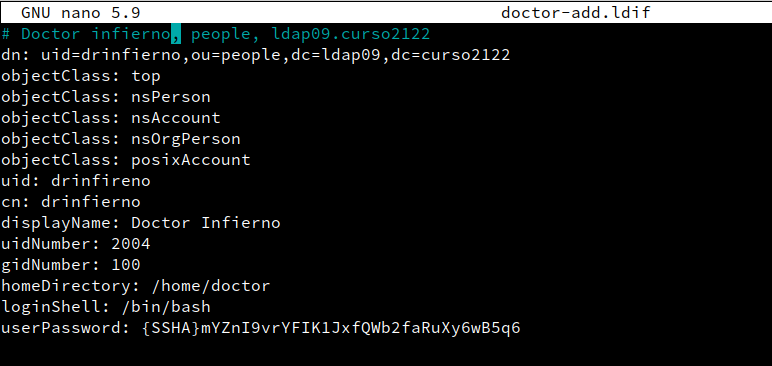 GNU nano 5.9 doctor-add.ldif
# Doctor infierno, people, ldap09.curso2122
dn: uid=drinfierno,ou=people,dc=ldap09,dc=curso2122
objectClass: top
objectClass: nsPerson
objectClass: nsAccount
objectClass: nsOrgPerson
objectClass: posixAccount
uid: drinfireno
cn: drinfierno
displayName: Doctor Infierno
uidNumber: 2004
gidNumber: 100
homeDirectory: /home/doctor
loginShell: /bin/bash
userPassword: {SSHA}mYZnI9vrYFIK1JxfQWb2faRuXy6wB5q6